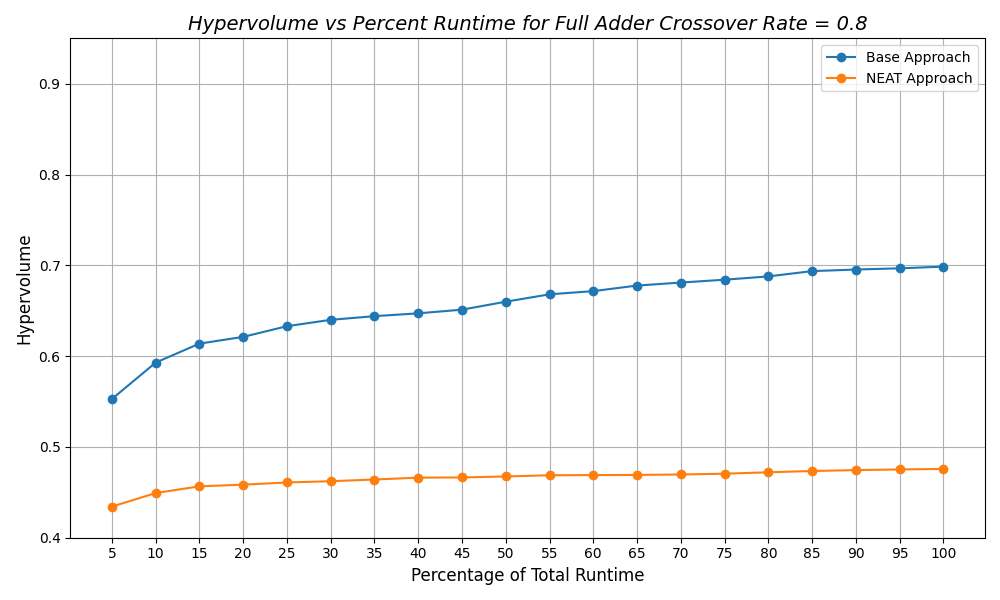 Hypervolume vs Percent Runtime for Full Adder Crossover Rate = 0.8
Base Approach
NEAT Approach
Hypervolume
0.9
0.8
0.7
0.6
0.5
0.4
5 10 15 20 25 30 35 40 45 50 55 60 65 70 75 80 85 90 95 100
Percentage of Total Runtime